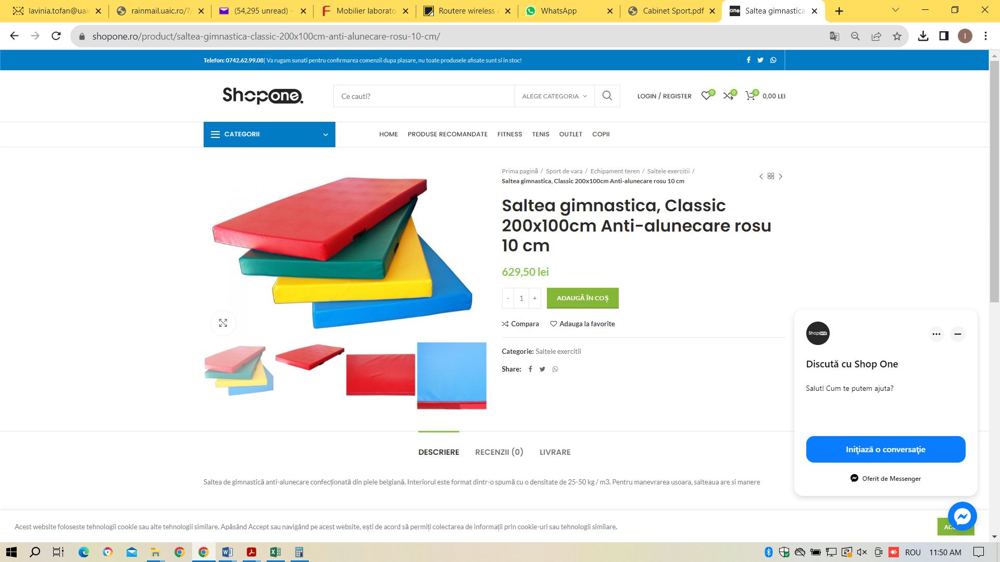 lavinia.tofan@uaic
rainmail.uaic.ro/?/
(54,295 unread) -
Mobilier laborato
Routere wireless A
WhatsApp
Cabinet Sport.pdf
one
Saltea gimnastica
shopone.ro/product/saltea-gimnastica-classic-200x100cm-anti-alunecare-rosu-10-cm/
I
Telefon: 0742.62.99.08| Va rugam sunati pentru confirmarea comenzii dupa plasare, nu toate produsele afisate sunt si in stoc!
Shopone.
Ce cauti?
ALEGE CATEGORIA
LOGIN / REGISTER
0
0
0
0,00 LEI
CATEGORII
HOME
PRODUSE RECOMANDATE
FITNESS
TENIS
OUTLET
COPII
Prima pagină / Sport de vara / Echipament teren / Saltele exercitii /
Saltea gimnastica, Classic 200x100cm Anti-alunecare rosu 10 cm
Saltea gimnastica, Classic
200x100cm Anti-alunecare rosu
10 cm
629,50 lei
- 1 +
ADAUGĂ ÎN COȘ
Compara
Adauga la favorite
Categorie: Saltele exercitii
Share:
Shopone.
Discută cu Shop One
Salut! Cum te putem ajuta?
Iniţiază o conversaţie
Oferit de Messenger
DESCRIERE
RECENZII (0)
LIVRARE
Saltea de gimnastică anti-alunecare confecționată din piele belgiană. Interiorul este format dintr-o spumă cu o densitate de 25-50 kg / m3. Pentru manevrarea usoara, salteaua are si manere
Acest website foloseste tehnologii cookie sau alte tehnologii similare. Apăsând Accept sau navigând pe acest website, ești de acord să permiți colectarea de informații prin cookie-uri sau tehnologii similare.
ROU
11:50 AM